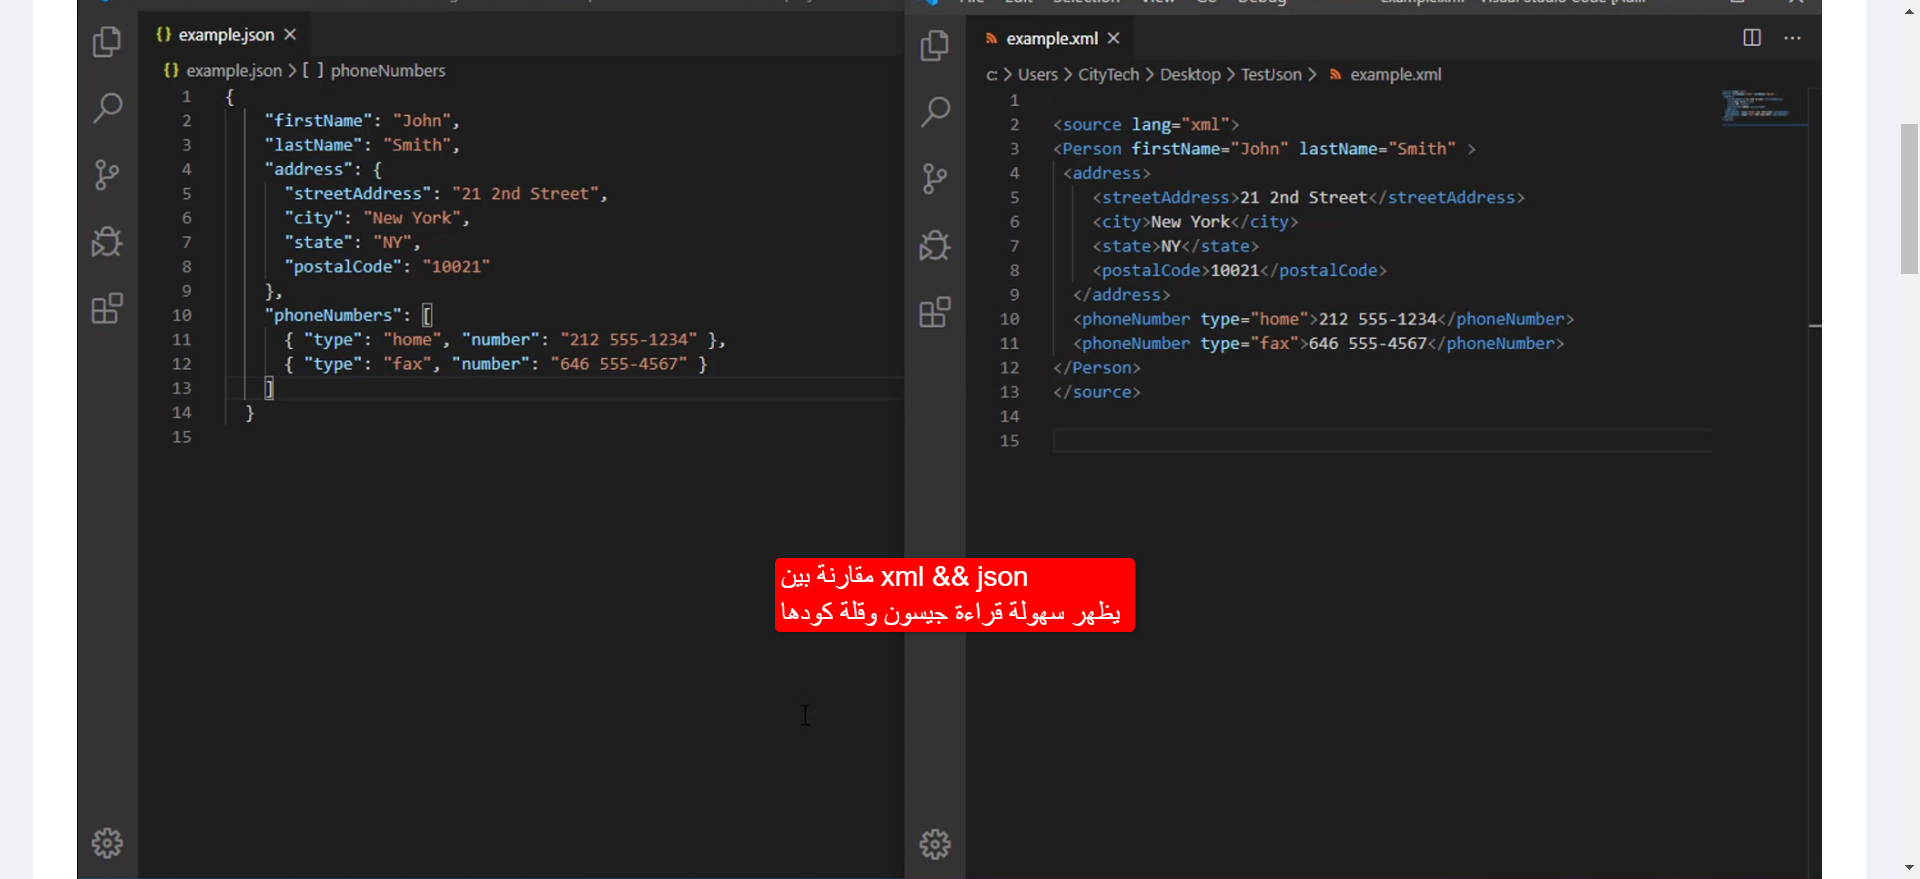 example.json
example.json > [ ] phoneNumbers
1 {
2 "firstName": "John",
3 "lastName": "Smith",
4 "address": {
5 "streetAddress": "21 2nd Street",
6 "city": "New York",
7 "state": "NY",
8 "postalCode": "10021"
9 },
10 "phoneNumbers": [
11 { "type": "home", "number": "212 555-1234" },
12 { "type": "fax", "number": "646 555-4567" }
13 ]
14 }
15
File Edit Selection View Go Debug
example.xml
c: > Users > CityTech > Desktop > TestJson > example.xml
1
2 <source lang="xml">
3 <Person firstName="John" lastName="Smith" >
4 <address>
5 <streetAddress>21 2nd Street</streetAddress>
6 <city>New York</city>
7 <state>NY</state>
8 <postalCode>10021</postalCode>
9 </address>
10 <phoneNumber type="home">212 555-1234</phoneNumber>
11 <phoneNumber type="fax">646 555-4567</phoneNumber>
12 </Person>
13 </source>
14
15
مقارنة بين xml && json
يظهر سهولة قراءة جيسون وقلة كودها